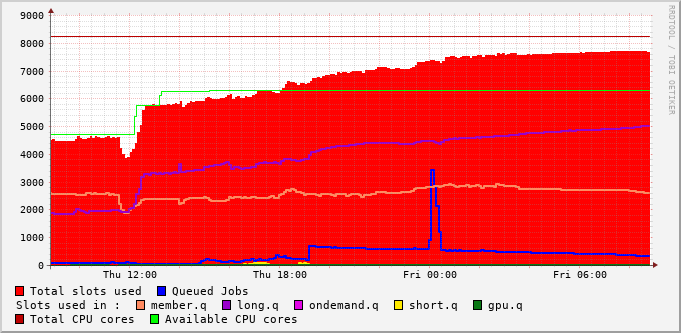 9000
8000
7000
6000
5000
4000
3000
2000
1000
0
Thu 12:00 Thu 18:00 Fri 00:00 Fri 06:00
RRDTOOL / TOBI OETIKER
Total slots used Queued Jobs
Slots used in : member.q long.q ondemand.q short.q gpu.q
Total CPU cores Available CPU cores